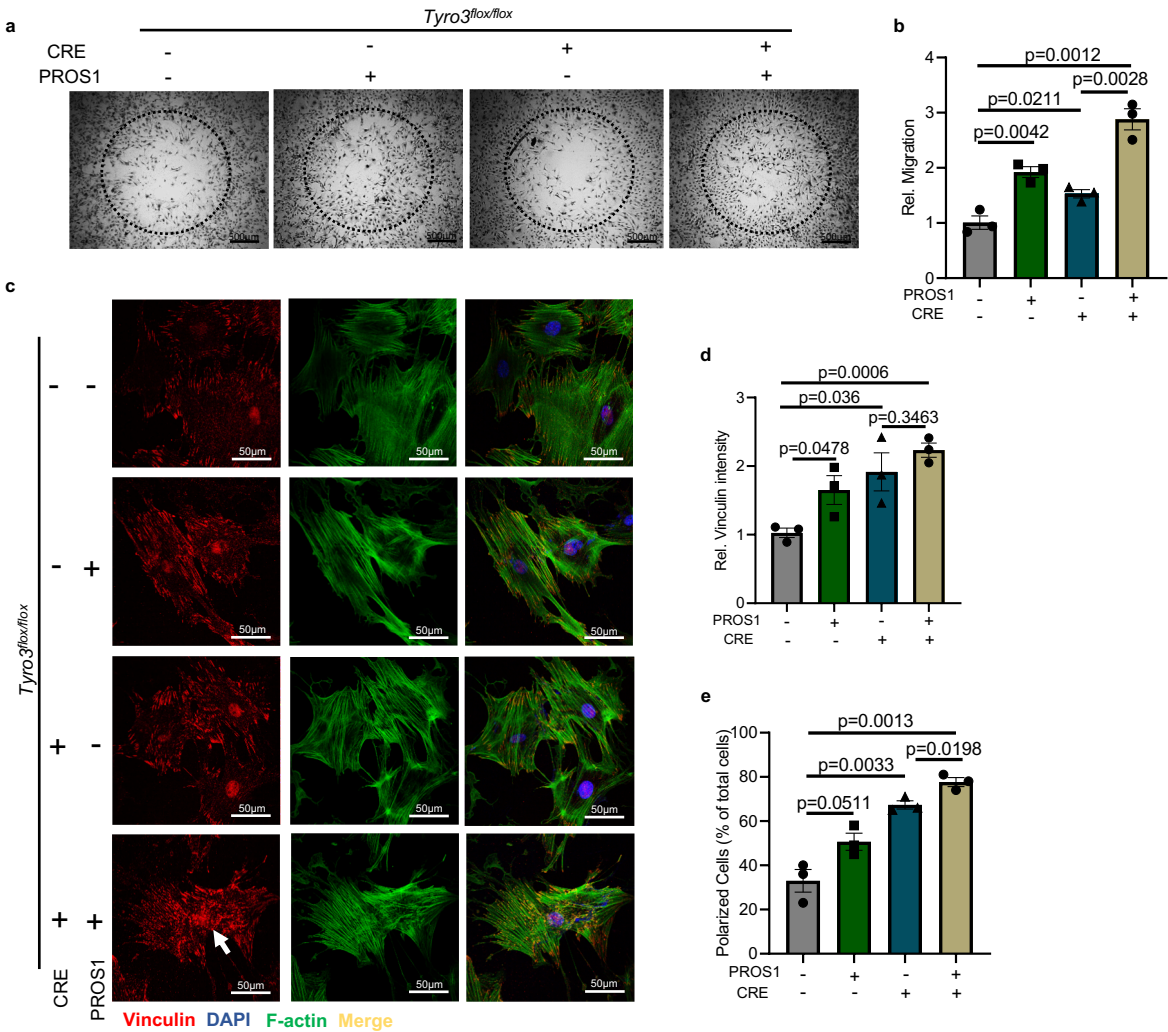 a
Tyro3flox/flox
CRE - - + +
PROS1 - + - +
500µm 500µm 500µm 500µm
b
Rel. Migration
4
3
2
1
0
p=0.0012
p=0.0028
p=0.0211
p=0.0042
PROS1 - + - +
CRE - - + +
c
Tyro3flox/flox
- -
50µm 50µm 50µm
- +
50µm 50µm 50µm
+ -
50µm 50µm 50µm
+ +
50µm 50µm 50µm
CRE
PROS1
Vinculin DAPI F-actin Merge
d
Rel. Vinculin intensity
3
2
1
0
p=0.0006
p=0.036
p=0.3463
p=0.0478
PROS1 - + - +
CRE - - + +
e
Polarized Cells (% of total cells)
100
80
60
40
20
0
p=0.0013
p=0.0198
p=0.0033
p=0.0511
PROS1 - + - +
CRE - - + +